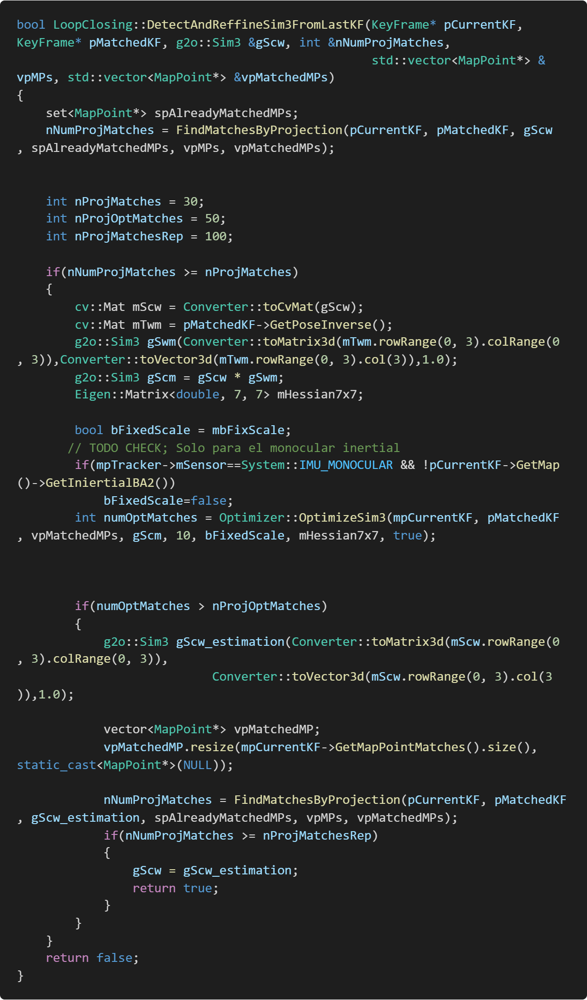 bool LoopClosing::DetectAndReffineSim3FromLastKF(KeyFrame* pCurrentKF,
KeyFrame* pMatchedKF, g2o::Sim3 &gScw, int &nNumProjMatches,
std::vector<MapPoint*> &
vpMPs, std::vector<MapPoint*> &vpMatchedMPs)
{
    set<MapPoint*> spAlreadyMatchedMPs;
    nNumProjMatches = FindMatchesByProjection(pCurrentKF, pMatchedKF, gScw
, spAlreadyMatchedMPs, vpMPs, vpMatchedMPs);
    int nProjMatches = 30;
    int nProjOptMatches = 50;
    int nProjMatchesRep = 100;
    if(nNumProjMatches >= nProjMatches)
    {
        cv::Mat mScw = Converter::toCvMat(gScw);
        cv::Mat mTwm = pMatchedKF->GetPoseInverse();
        g2o::Sim3 gSwm(Converter::toMatrix3d(mTwm.rowRange(0, 3).colRange(0
, 3)),Converter::toVector3d(mTwm.rowRange(0, 3).col(3)),1.0);
        g2o::Sim3 gScm = gScw * gSwm;
        Eigen::Matrix<double, 7, 7> mHessian7x7;
        bool bFixedScale = mbFixScale;
       // TODO CHECK; Solo para el monocular inertial
        if(mpTracker->mSensor==System::IMU_MONOCULAR && !pCurrentKF->GetMap
()->GetIniertialBA2())
            bFixedScale=false;
        int numOptMatches = Optimizer::OptimizeSim3(mpCurrentKF, pMatchedKF
, vpMatchedMPs, gScm, 10, bFixedScale, mHessian7x7, true);
        if(numOptMatches > nProjOptMatches)
        {
            g2o::Sim3 gScw_estimation(Converter::toMatrix3d(mScw.rowRange(0
, 3).colRange(0, 3)),
                           Converter::toVector3d(mScw.rowRange(0, 3).col(3
)),1.0);
            vector<MapPoint*> vpMatchedMP;
            vpMatchedMP.resize(mpCurrentKF->GetMapPointMatches().size(),
static_cast<MapPoint*>(NULL));
            nNumProjMatches = FindMatchesByProjection(pCurrentKF, pMatchedKF
, gScw_estimation, spAlreadyMatchedMPs, vpMPs, vpMatchedMPs);
            if(nNumProjMatches >= nProjMatchesRep)
            {
                gScw = gScw_estimation;
                return true;
            }
        }
    }
    return false;
}